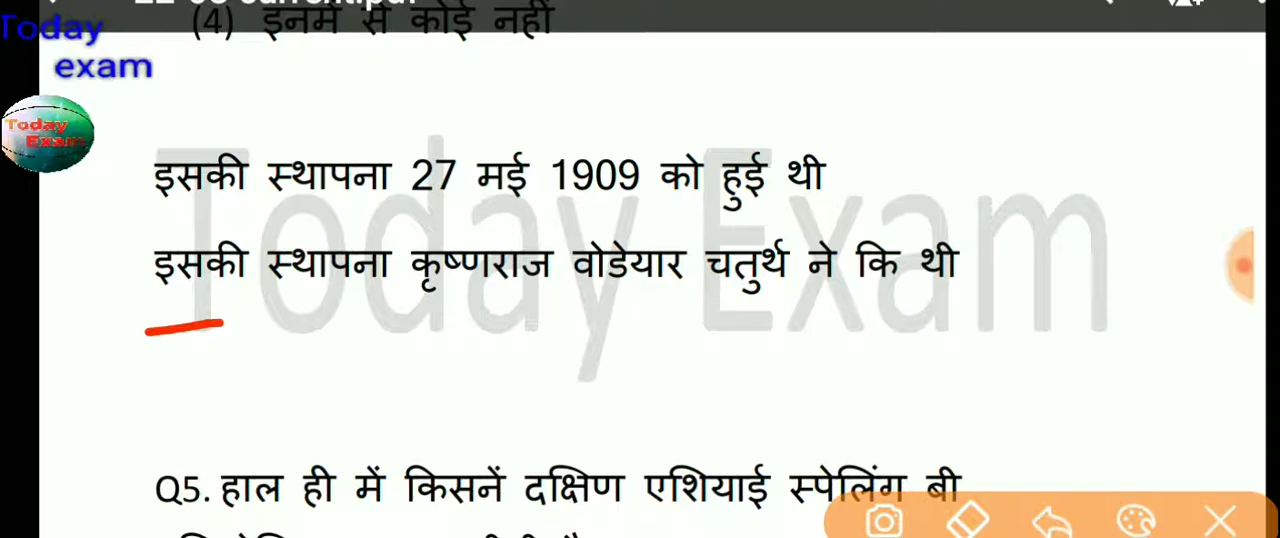 (4) इनमें से कोई नहीं
Today
exam
Today
Exam
इसकी स्थापना 27 मई 1909 को हुई थी
इसकी स्थापना कृष्णराज वोडेयार चतुर्थ ने कि थी
Today Exam
Q5. हाल ही में किसनें दक्षिण एशियाई स्पेलिंग बी